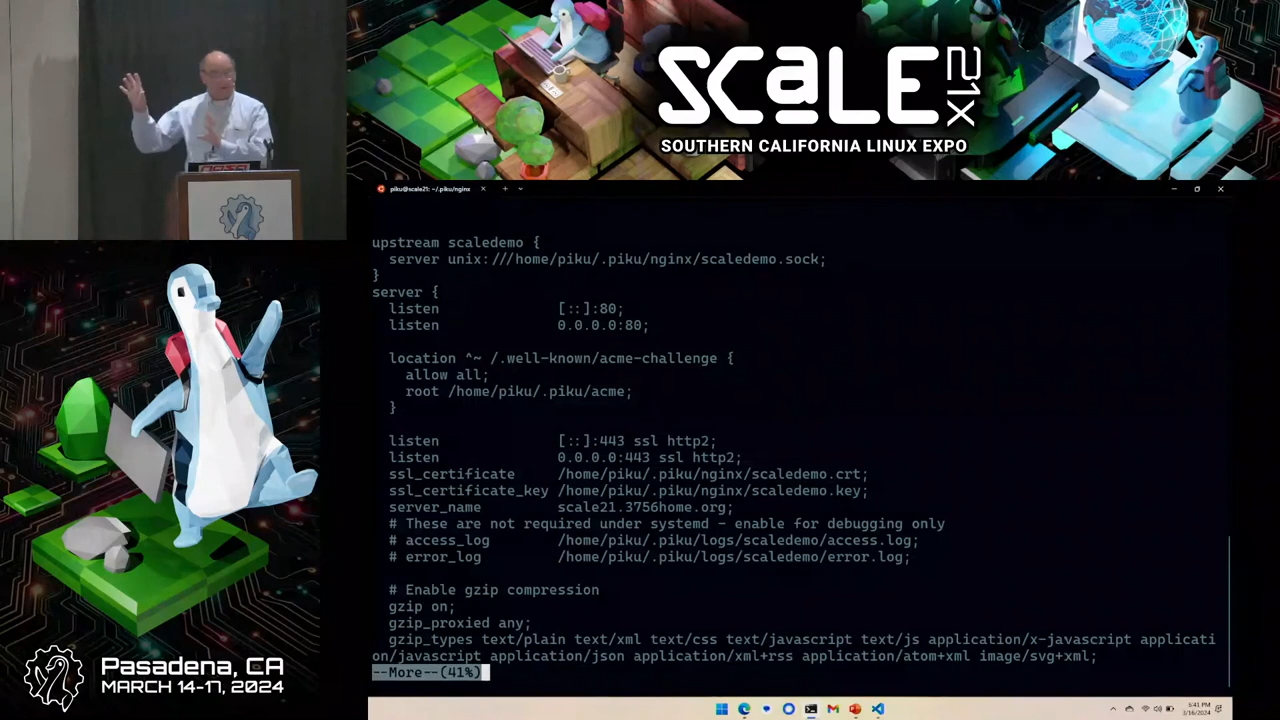 SCaLE 21X
SOUTHERN CALIFORNIA LINUX EXPO
piku@scale21: ~/.piku/nginx
upstream scaledemo {
  server unix:///home/piku/.piku/nginx/scaledemo.sock;
}
server {
  listen              [::]:80;
  listen              0.0.0.0:80;
  location ^~ /.well-known/acme-challenge {
    allow all;
    root /home/piku/.piku/acme;
  }
  listen              [::]:443 ssl http2;
  listen              0.0.0.0:443 ssl http2;
  ssl_certificate     /home/piku/.piku/nginx/scaledemo.crt;
  ssl_certificate_key /home/piku/.piku/nginx/scaledemo.key;
  server_name         scale21.3756home.org;
  # These are not required under systemd - enable for debugging only
  # access_log        /home/piku/.piku/logs/scaledemo/access.log;
  # error_log         /home/piku/.piku/logs/scaledemo/error.log;
  # Enable gzip compression
  gzip on;
  gzip_proxied any;
  gzip_types text/plain text/xml text/css text/javascript text/js application/x-javascript applicati
on/javascript application/json application/xml+rss application/atom+xml image/svg+xml;
--More--(41%)
Pasadena, CA
MARCH 14-17, 2024
6:41 PM
3/16/2024